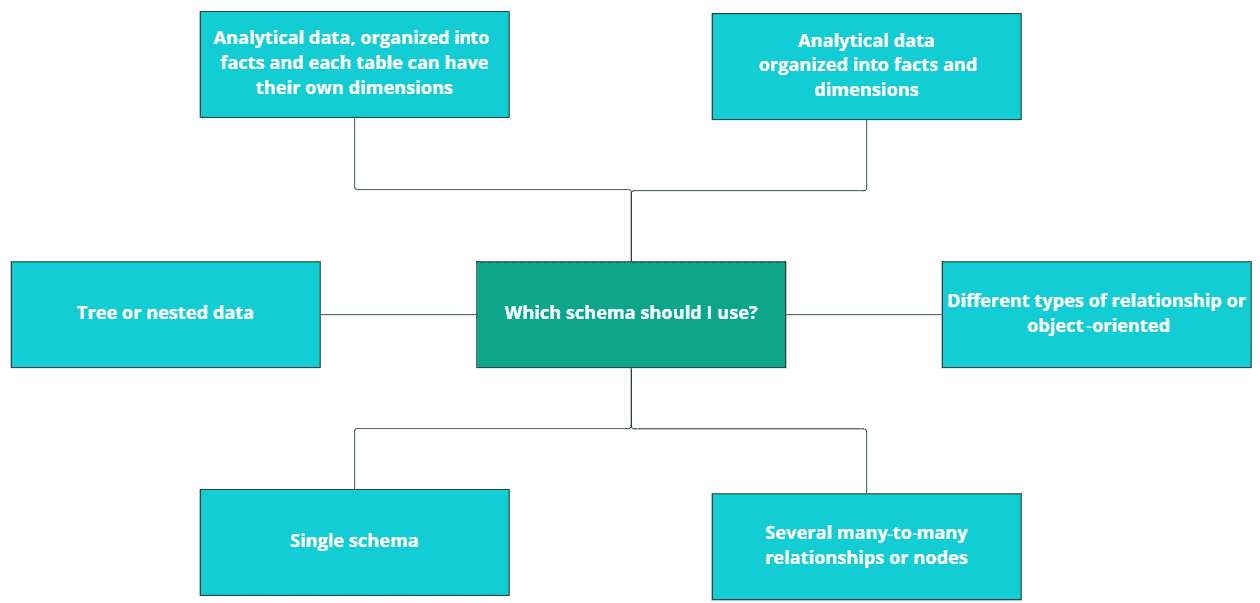 Analytical data, organized into
facts and each table can have
their own dimensions
Analytical data
organized into facts and
dimensions
Tree or nested data
Which schema should I use?
Different types of relationship or
object-oriented
Single schema
Several many-to-many
relationships or nodes